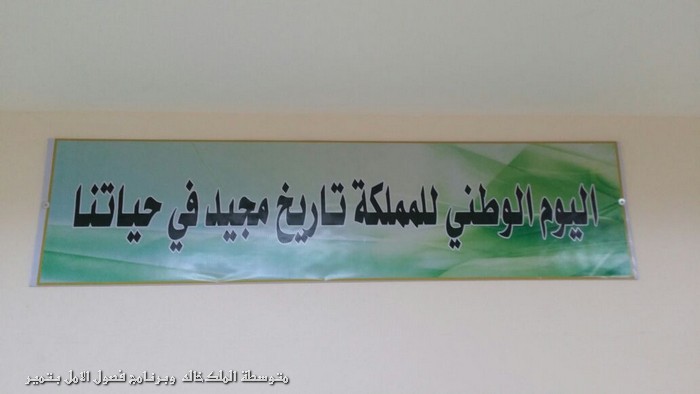 اليوم الوطني للمملكة تاريخ مجيد في حياتنا
متوسطة الملك خالد وبرنامج فصول الامل بتمير